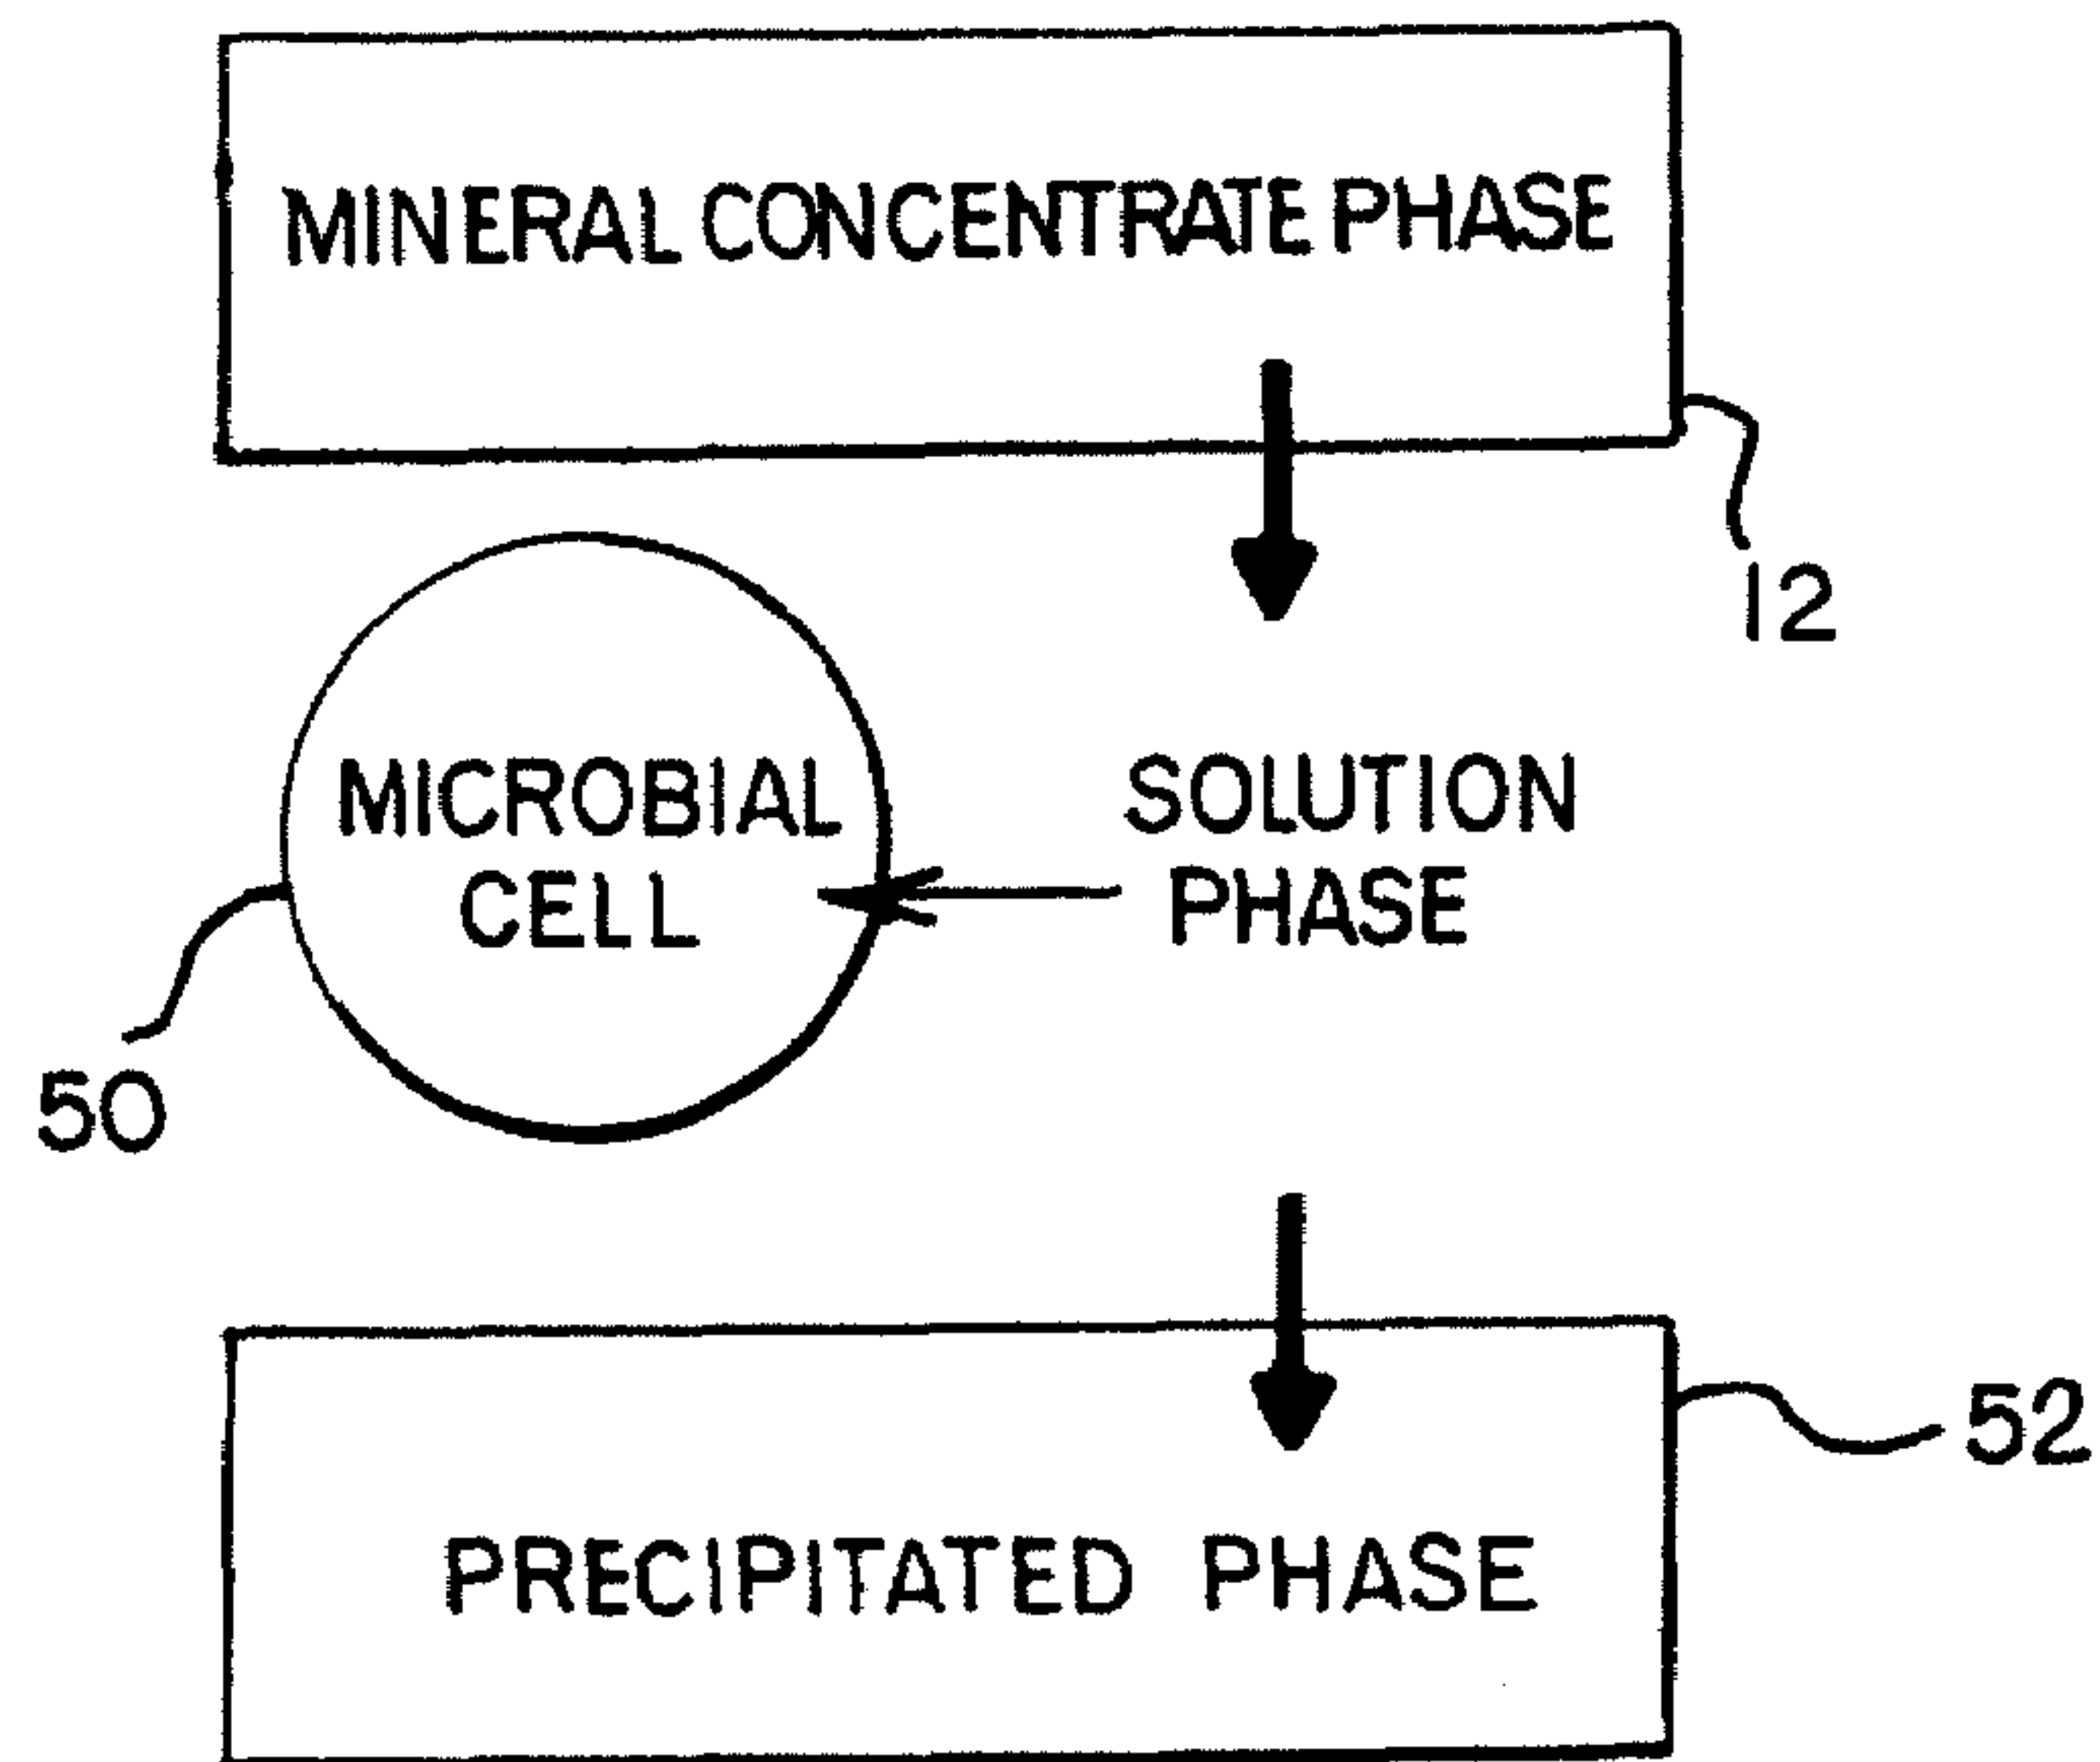 MINERAL CONCENTRATE PHASE
12
MICROBIAL
CELL
SOLUTION
PHASE
50
52
PRECIPITATED PHASE